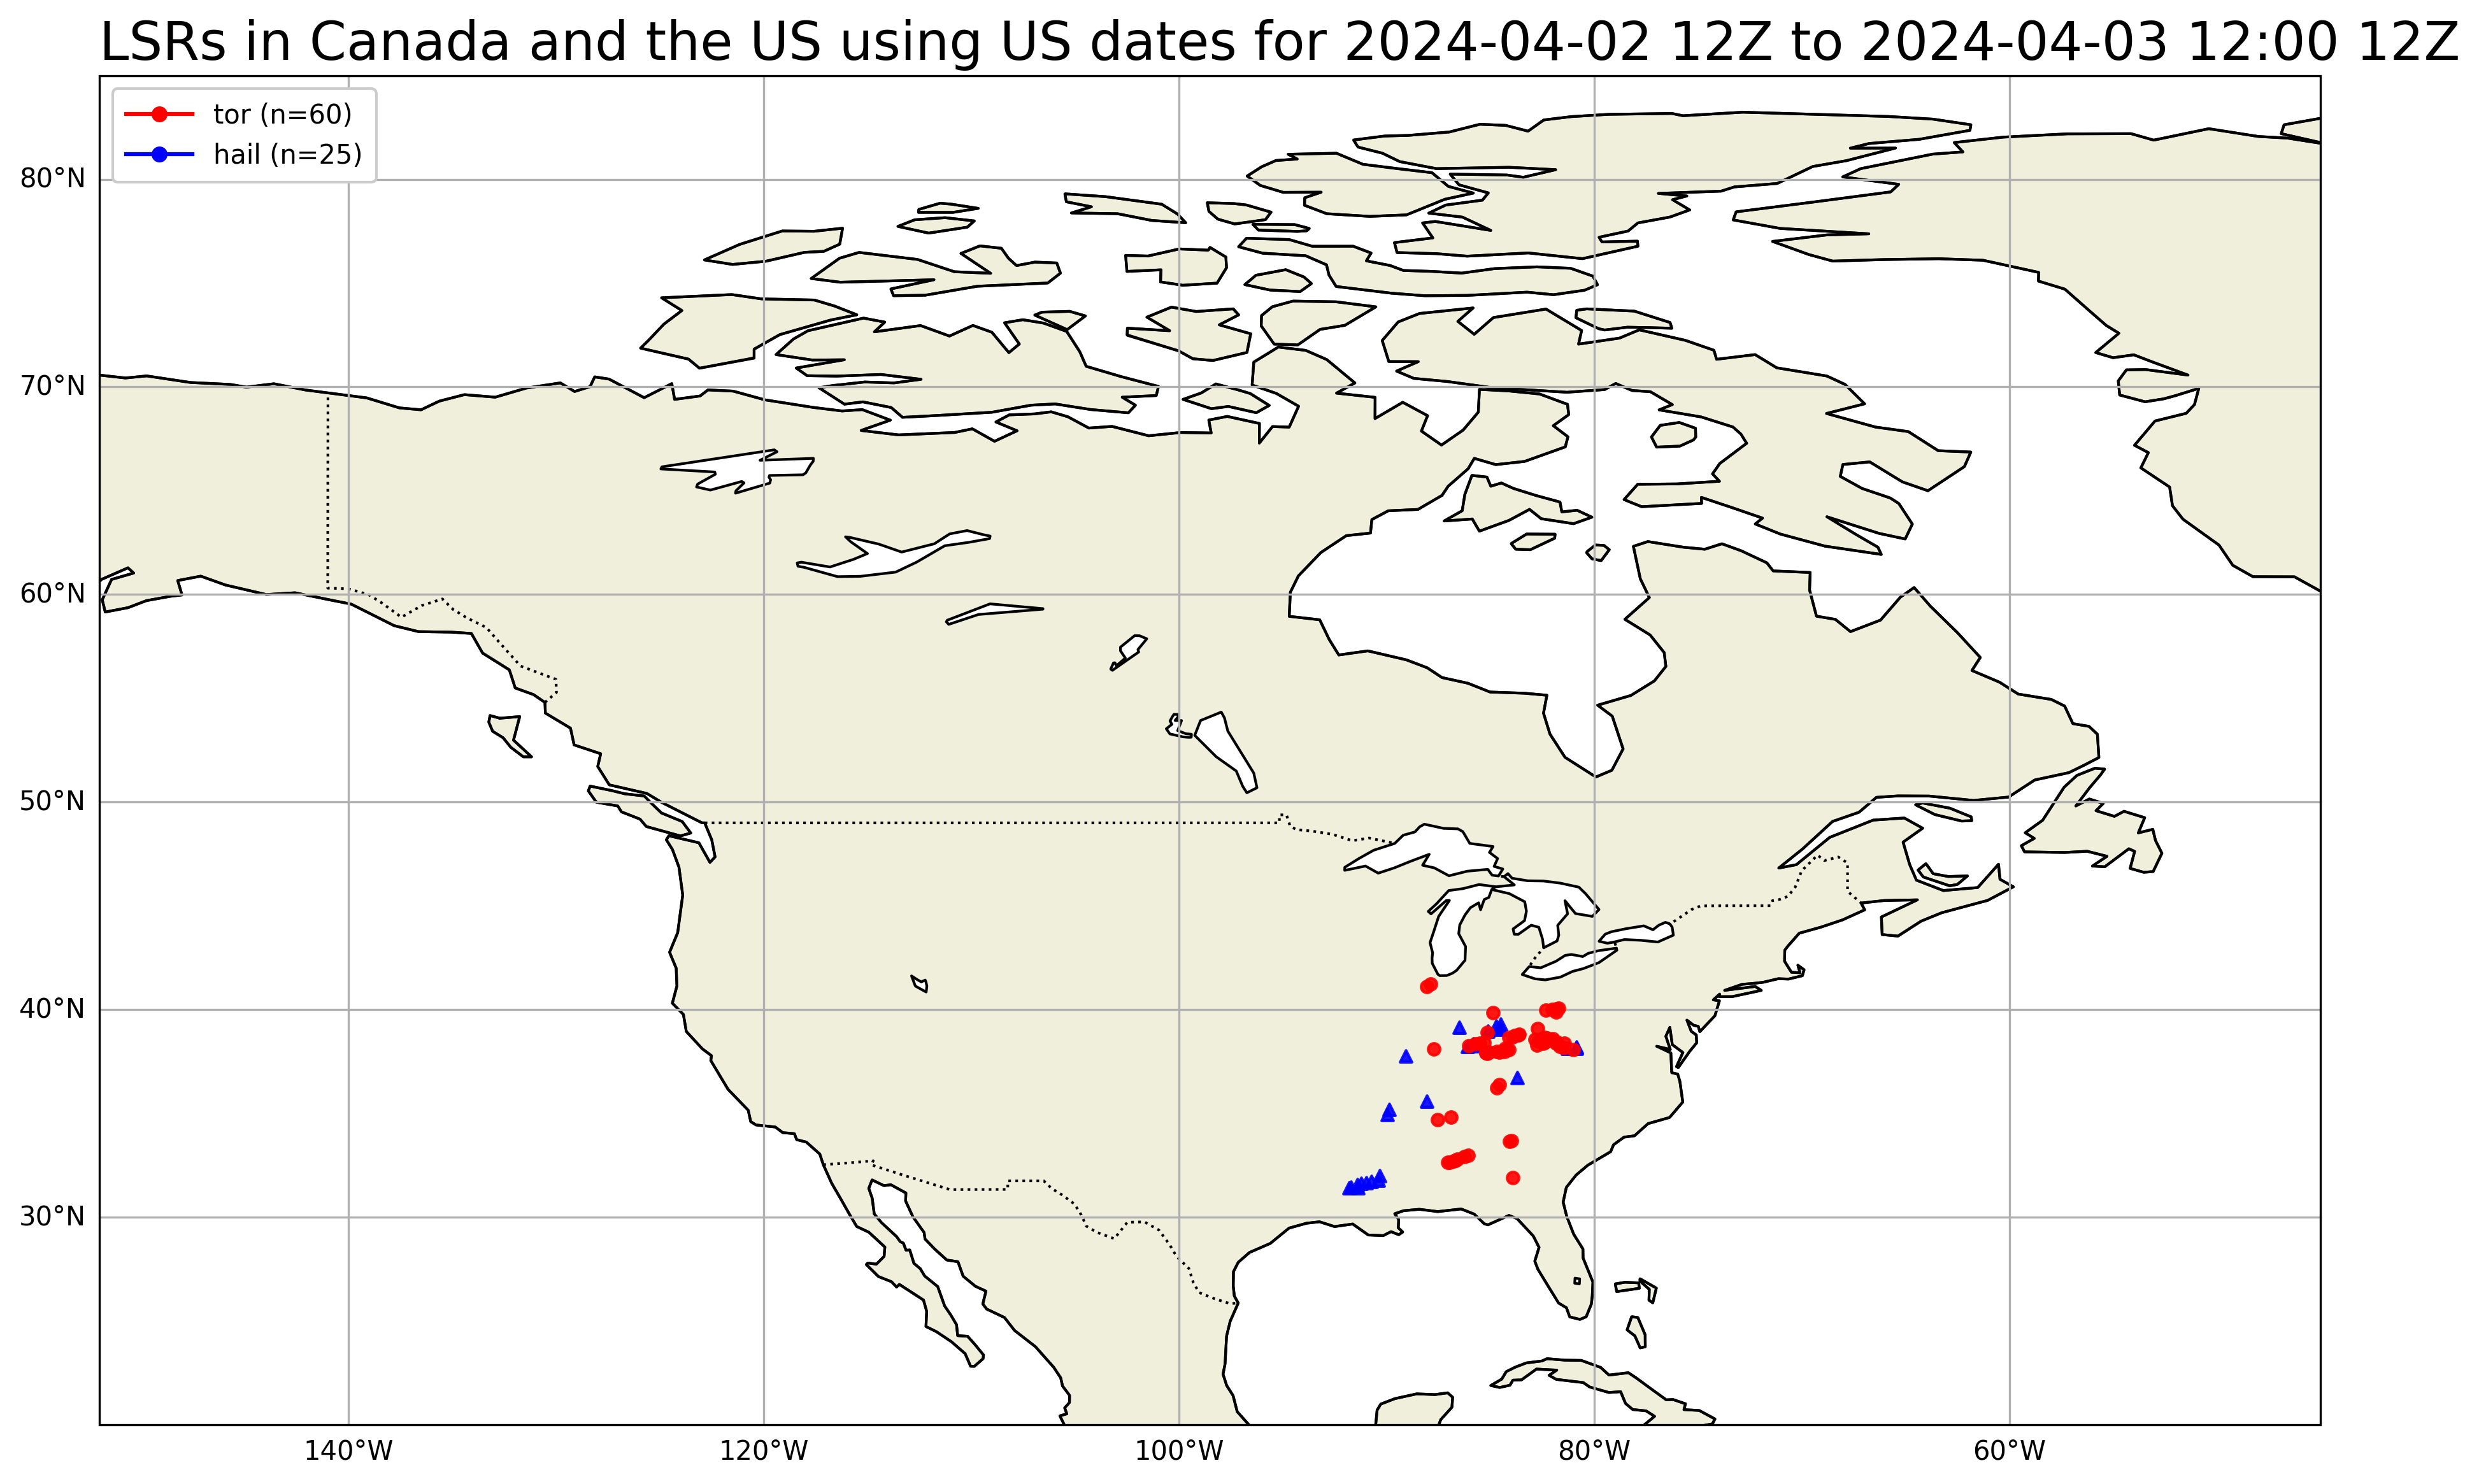 LSRs in Canada and the US using US dates for 2024-04-02 12Z to 2024-04-03 12:00 12Z
tor (n=60)
hail (n=25)
80°N
70°N
60°N
50°N
40°N
30°N
140°W
120°W
100°W
80°W
60°W